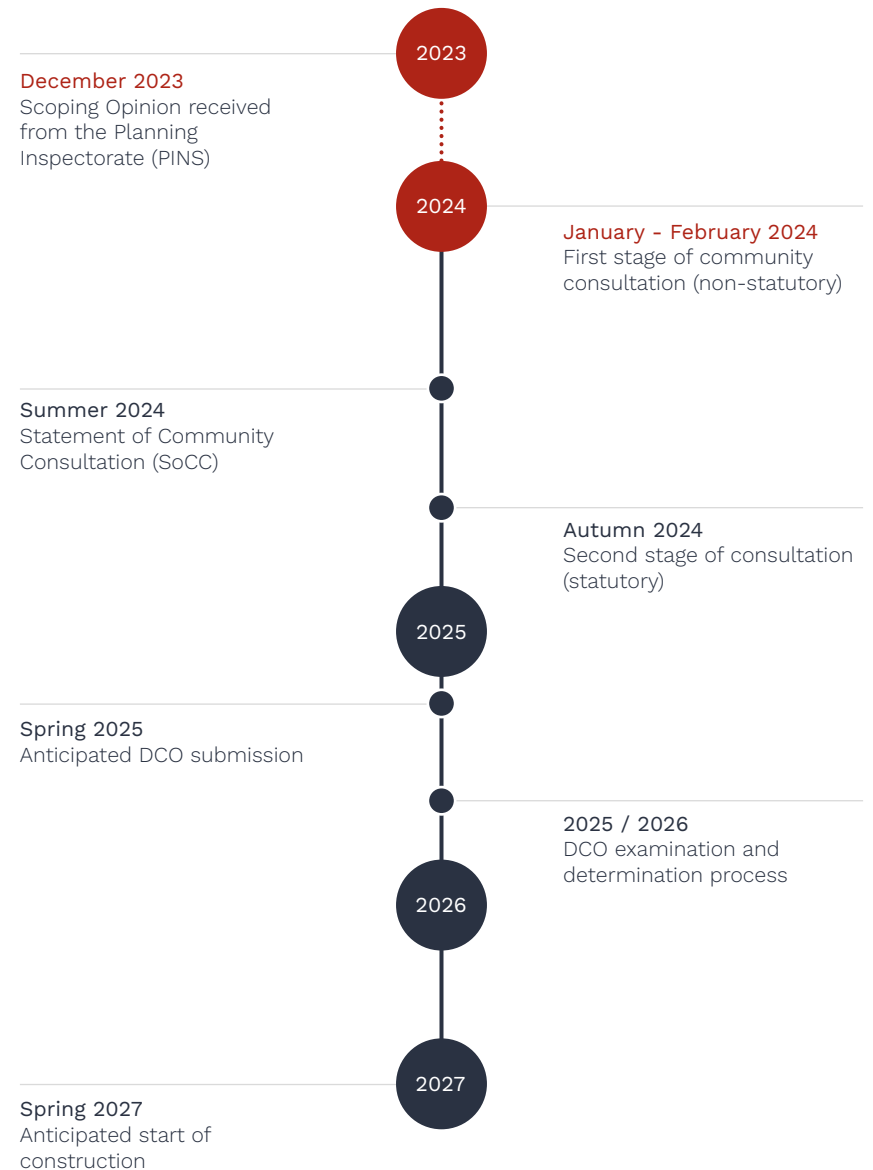 2023
December 2023
Scoping Opinion received
from the Planning
Inspectorate (PINS)
2024
January - February 2024
First stage of community
consultation (non-statutory)
Summer 2024
Statement of Community
Consultation (SoCC)
Autumn 2024
Second stage of consultation
(statutory)
2025
Spring 2025
Anticipated DCO submission
2025 / 2026
DCO examination and
determination process
2026
2027
Spring 2027
Anticipated start of
construction